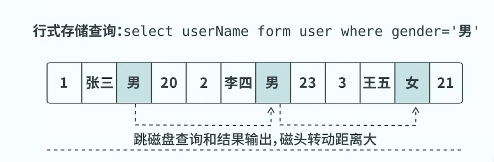 行式存储查询:select userName form user where gender='男'
1 张三 男 20 2 李四 男 23 3 王五 女 21
跳磁盘查询和结果输出,磁头转动距离大